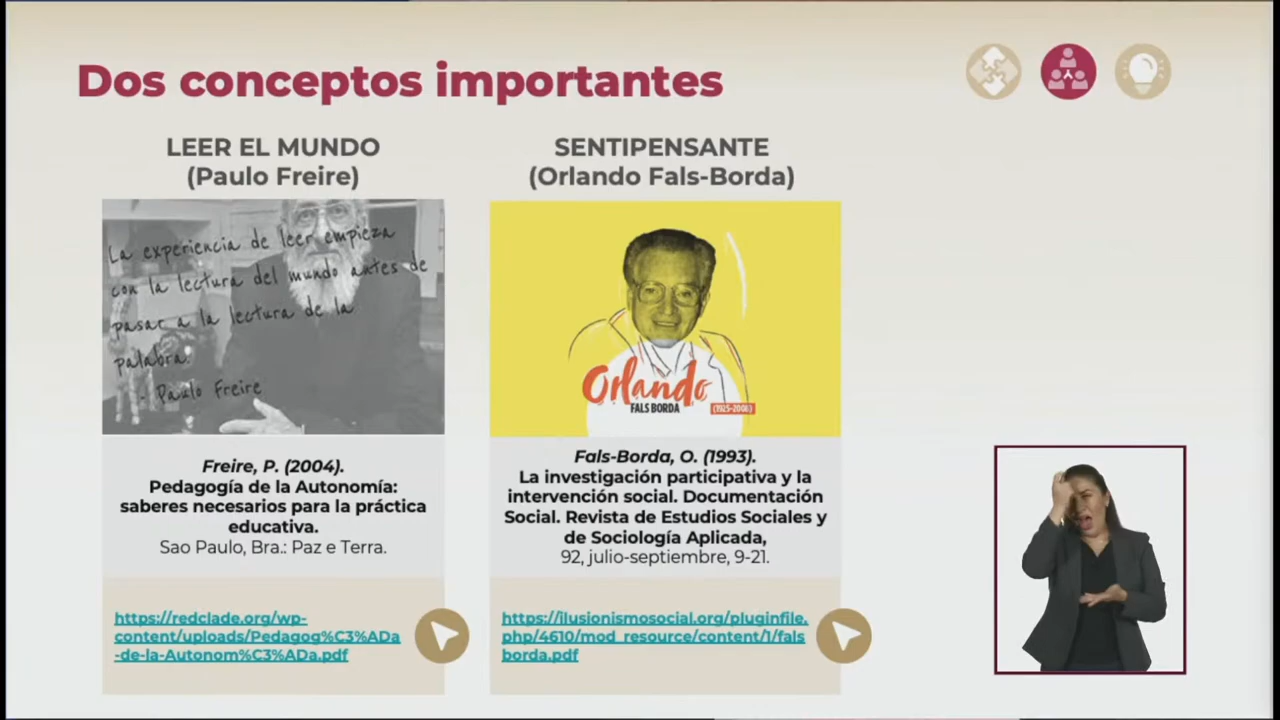 Dos conceptos importantes
LEER EL MUNDO
(Paulo Freire)
La experiencia de leer empieza
con la lectura del mundo antes de
pasar a la lectura de la
palabra.
- Paulo Freire
Freire, P. (2004).
Pedagogía de la Autonomía:
saberes necesarios para la práctica
educativa.
Sao Paulo, Bra.: Paz e Terra.
https://redclade.org/wp-
content/uploads/Pedagog%C3%ADa
-de-la-Autonom%C3%ADa.pdf
SENTIPENSANTE
(Orlando Fals-Borda)
Orlando
FALS BORDA
(1925-2008)
Fals-Borda, O. (1993).
La investigación participativa y la
intervención social. Documentación
Social. Revista de Estudios Sociales y
de Sociología Aplicada,
92, julio-septiembre, 9-21.
https://ilusionismosocial.org/pluginfile.
php/4610/mod_resource/content/1/fals
borda.pdf